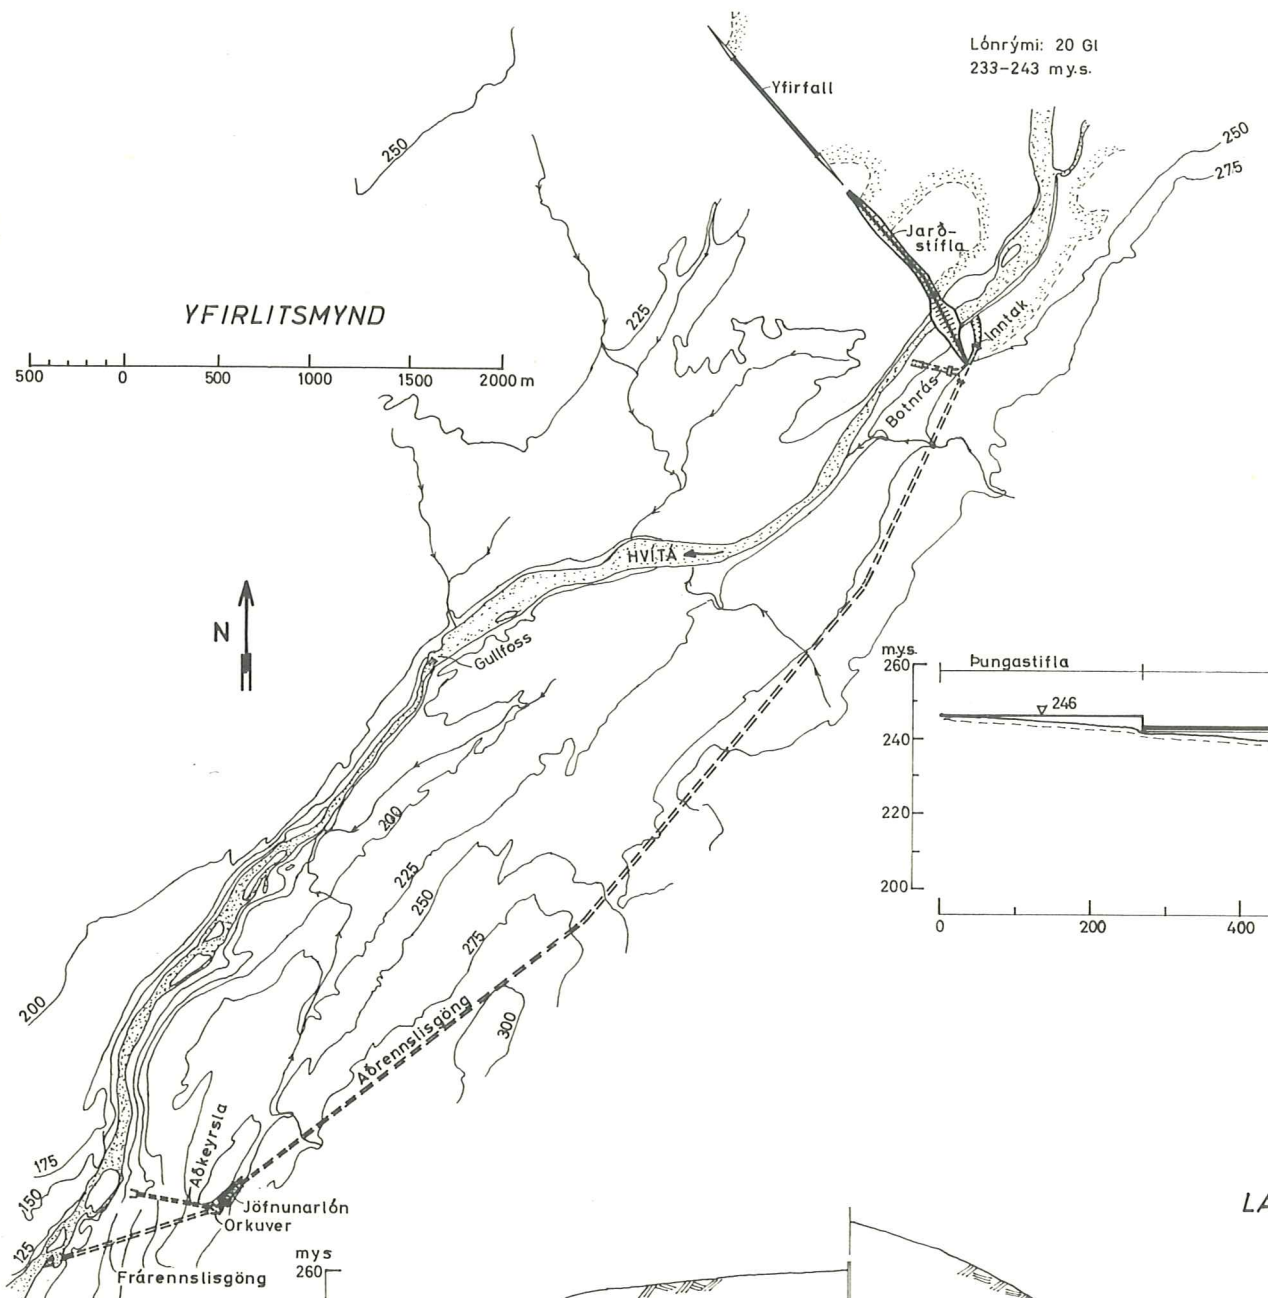 Lónrými: 20 Gl
233-243 m y.s.
Yfirfall
250
250
275
Jarð-
stífla
YFIRLITSMYND
225
Inntak
500 0 500 1000 1500 2000 m
Botnrás
HVÍTÁ
N
Gullfoss
m.y.s.
260
Þungastífla
246
240
220
200
0 200 400
200
225
250
275
300
200
Aðrennslisgöng
Aðkeyrsla
175
150
125
Jöfnunarlón
Orkuver
Frárennslisgöng
m y s
260
LA